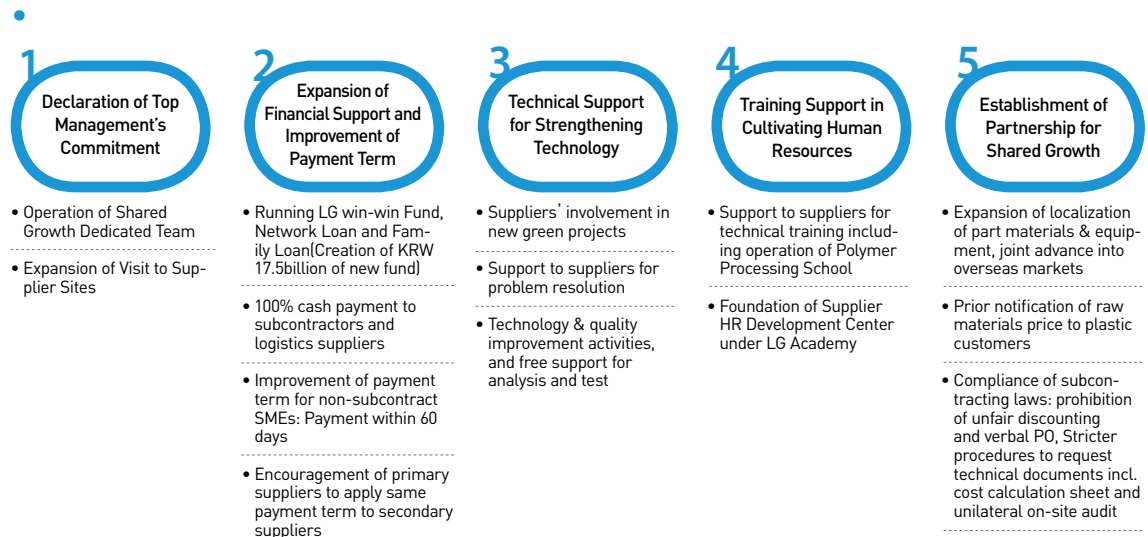 1
Declaration of Top
Management's
Commitment
• Operation of Shared
Growth Dedicated Team
• Expansion of Visit to Sup-
plier Sites
2
Expansion of
Financial Support and
Improvement of
Payment Term
• Running LG win-win Fund,
Network Loan and Fam-
ily Loan(Creation of KRW
17.5billion of new fund)
• 100% cash payment to
subcontractors and
logistics suppliers
• Improvement of payment
term for non-subcontract
SMEs: Payment within 60
days
• Encouragement of primary
suppliers to apply same
payment term to secondary
suppliers
3
Technical Support
for Strengthening
Technology
• Suppliers' involvement in
new green projects
• Support to suppliers for
problem resolution
• Technology & quality
improvement activities,
and free support for
analysis and test
4
Training Support in
Cultivating Human
Resources
• Support to suppliers for
technical training includ-
ing operation of Polymer
Processing School
• Foundation of Supplier
HR Development Center
under LG Academy
5
Establishment of
Partnership for
Shared Growth
• Expansion of localization
of part materials & equip-
ment, joint advance into
overseas markets
• Prior notification of raw
materials price to plastic
customers
• Compliance of subcon-
tracting laws: prohibition
of unfair discounting
and verbal PO, Stricter
procedures to request
technical documents incl.
cost calculation sheet and
unilateral on-site audit